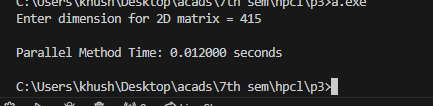 C:\Users\khush\Desktop\acads\7th sem\hpcl\p3>a.exe
Enter dimension for 2D matrix = 415
Parallel Method Time: 0.012000 seconds
C:\Users\khush\Desktop\acads\7th sem\hpcl\p3>